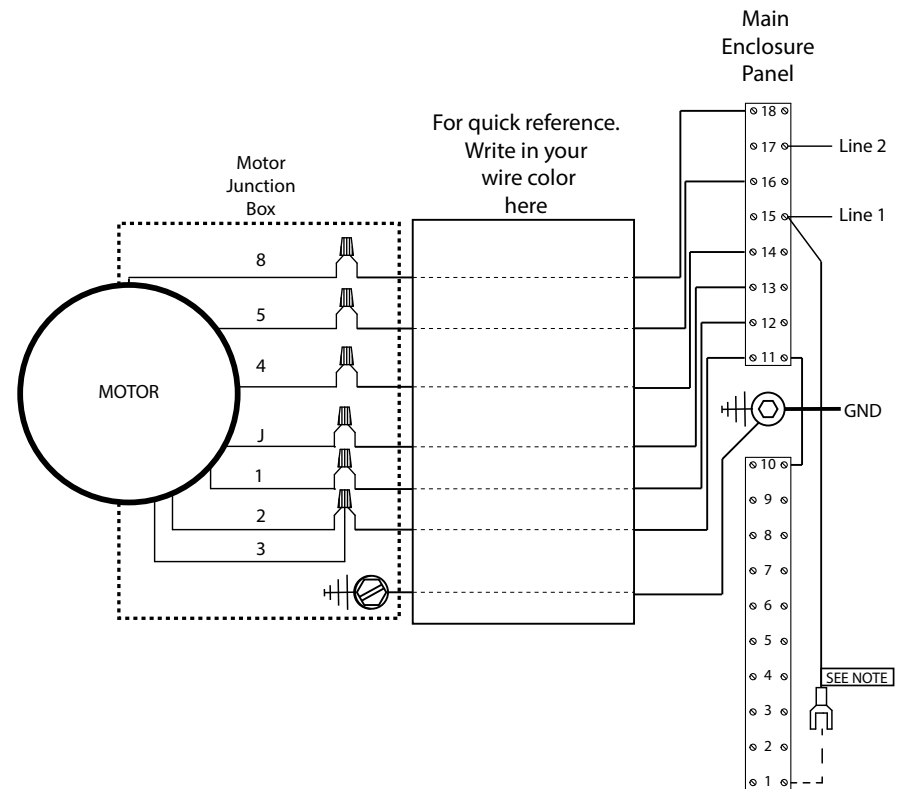 Main
Enclosure
Panel
For quick reference.
Write in your
wire color
here
Motor
Junction
Box
18
17
Line 2
16
15
Line 1
14
13
12
11
8
5
4
J
1
2
3
MOTOR
GND
10
9
8
7
6
5
4
SEE NOTE
3
2
1